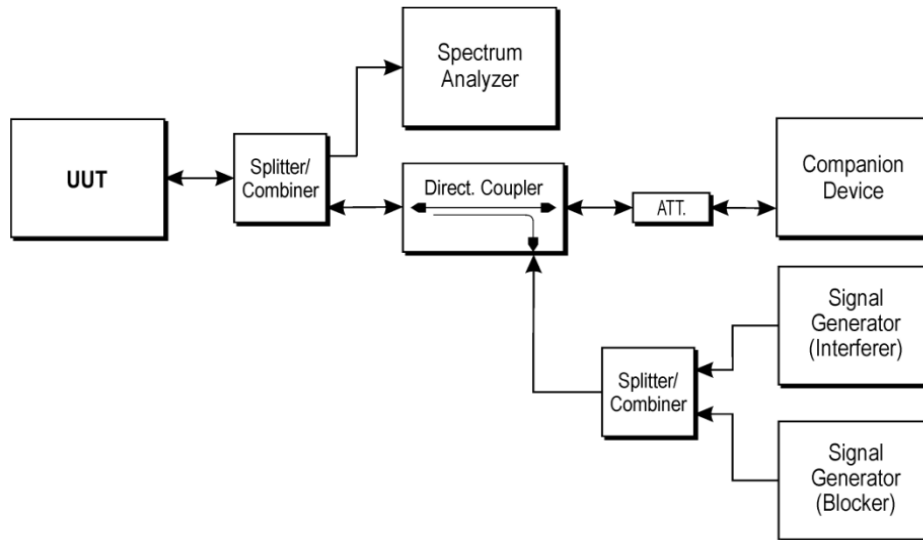 Spectrum
Analyzer
UUT
Splitter/
Combiner
Direct. Coupler
ATT.
Companion
Device
Signal
Generator
(Interferer)
Splitter/
Combiner
Signal
Generator
(Blocker)